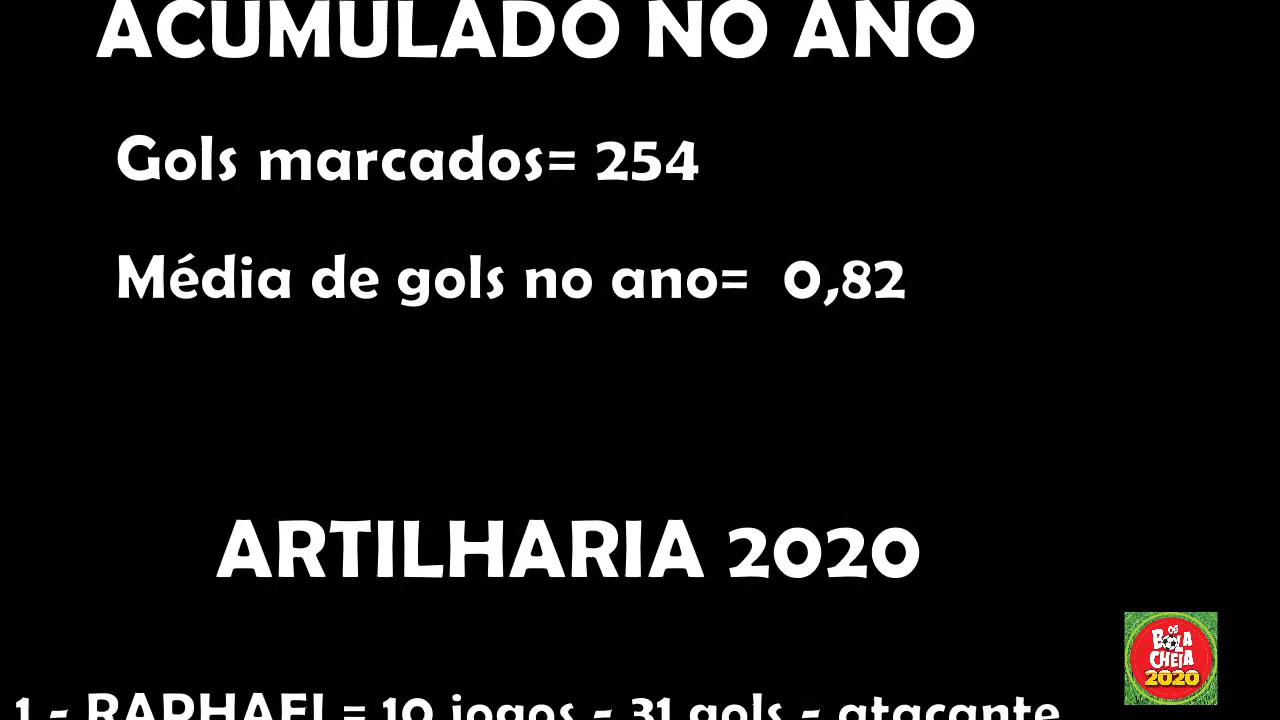 ACUMULADO NO ANO
Gols marcados= 254
Média de gols no ano= 0,82
ARTILHARIA 2020
1 - RAPHAEL = 10 jogos - 31 gols - atacante
OS
BOLA
CHEIA
2020